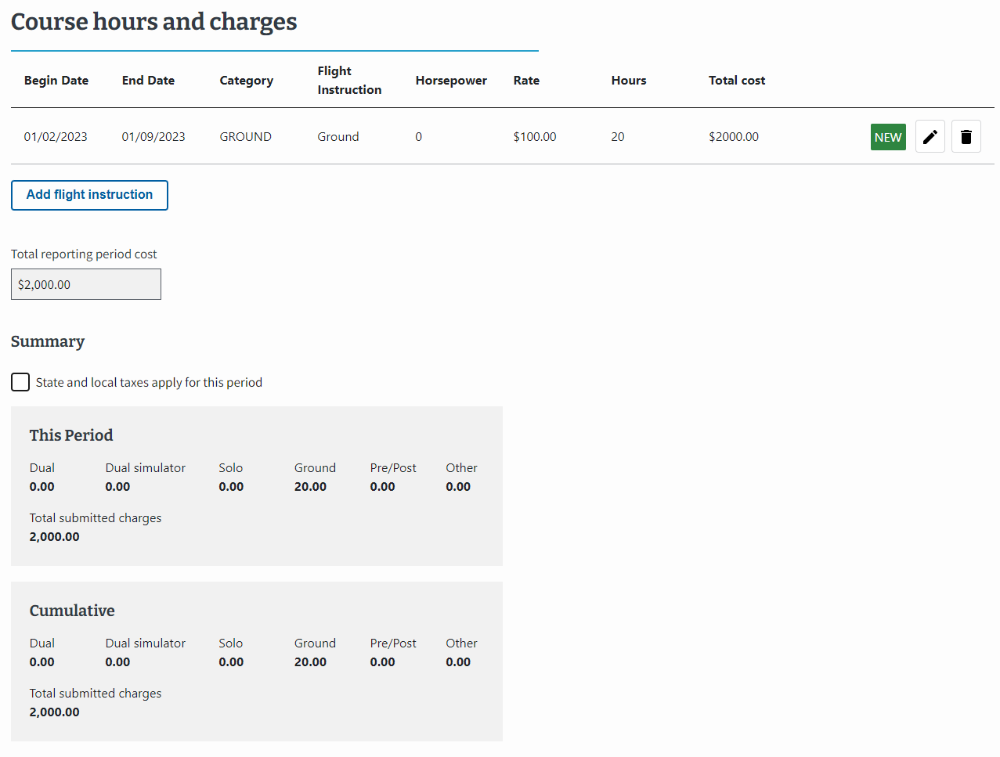 Course hours and charges
Begin Date End Date Category Flight Instruction Horsepower Rate Hours Total cost
01/02/2023 01/09/2023 GROUND Ground 0 $100.00 20 $2000.00 NEW
Add flight instruction
Total reporting period cost
$2,000.00
Summary
State and local taxes apply for this period
This Period
Dual Dual simulator Solo Ground Pre/Post Other
0.00 0.00 0.00 20.00 0.00 0.00
Total submitted charges
2,000.00
Cumulative
Dual Dual simulator Solo Ground Pre/Post Other
0.00 0.00 0.00 20.00 0.00 0.00
Total submitted charges
2,000.00